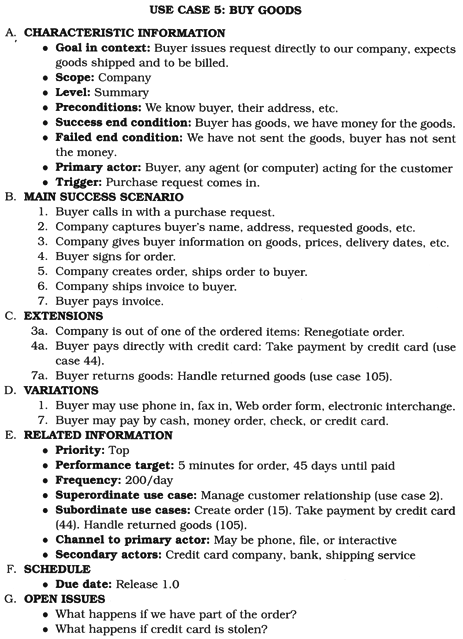 USE CASE 5: BUY GOODS
A. CHARACTERISTIC INFORMATION
• Goal in context: Buyer issues request directly to our company, expects
goods shipped and to be billed.
• Scope: Company
• Level: Summary
• Preconditions: We know buyer, their address, etc.
• Success end condition: Buyer has goods, we have money for the goods.
• Failed end condition: We have not sent the goods, buyer has not sent
the money.
• Primary actor: Buyer, any agent (or computer) acting for the customer
• Trigger: Purchase request comes in.
B. MAIN SUCCESS SCENARIO
1. Buyer calls in with a purchase request.
2. Company captures buyer's name, address, requested goods, etc.
3. Company gives buyer information on goods, prices, delivery dates, etc.
4. Buyer signs for order.
5. Company creates order, ships order to buyer.
6. Company ships invoice to buyer.
7. Buyer pays invoice.
C. EXTENSIONS
3a. Company is out of one of the ordered items: Renegotiate order.
4a. Buyer pays directly with credit card: Take payment by credit card (use
case 44).
7a. Buyer returns goods: Handle returned goods (use case 105).
D. VARIATIONS
1. Buyer may use phone in, fax in, Web order form, electronic interchange.
7. Buyer may pay by cash, money order, check, or credit card.
E. RELATED INFORMATION
• Priority: Top
• Performance target: 5 minutes for order, 45 days until paid
• Frequency: 200/day
• Superordinate use case: Manage customer relationship (use case 2).
• Subordinate use cases: Create order (15). Take payment by credit card
(44). Handle returned goods (105).
• Channel to primary actor: May be phone, file, or interactive
• Secondary actors: Credit card company, bank, shipping service
F. SCHEDULE
• Due date: Release 1.0
G. OPEN ISSUES
• What happens if we have part of the order?
• What happens if credit card is stolen?